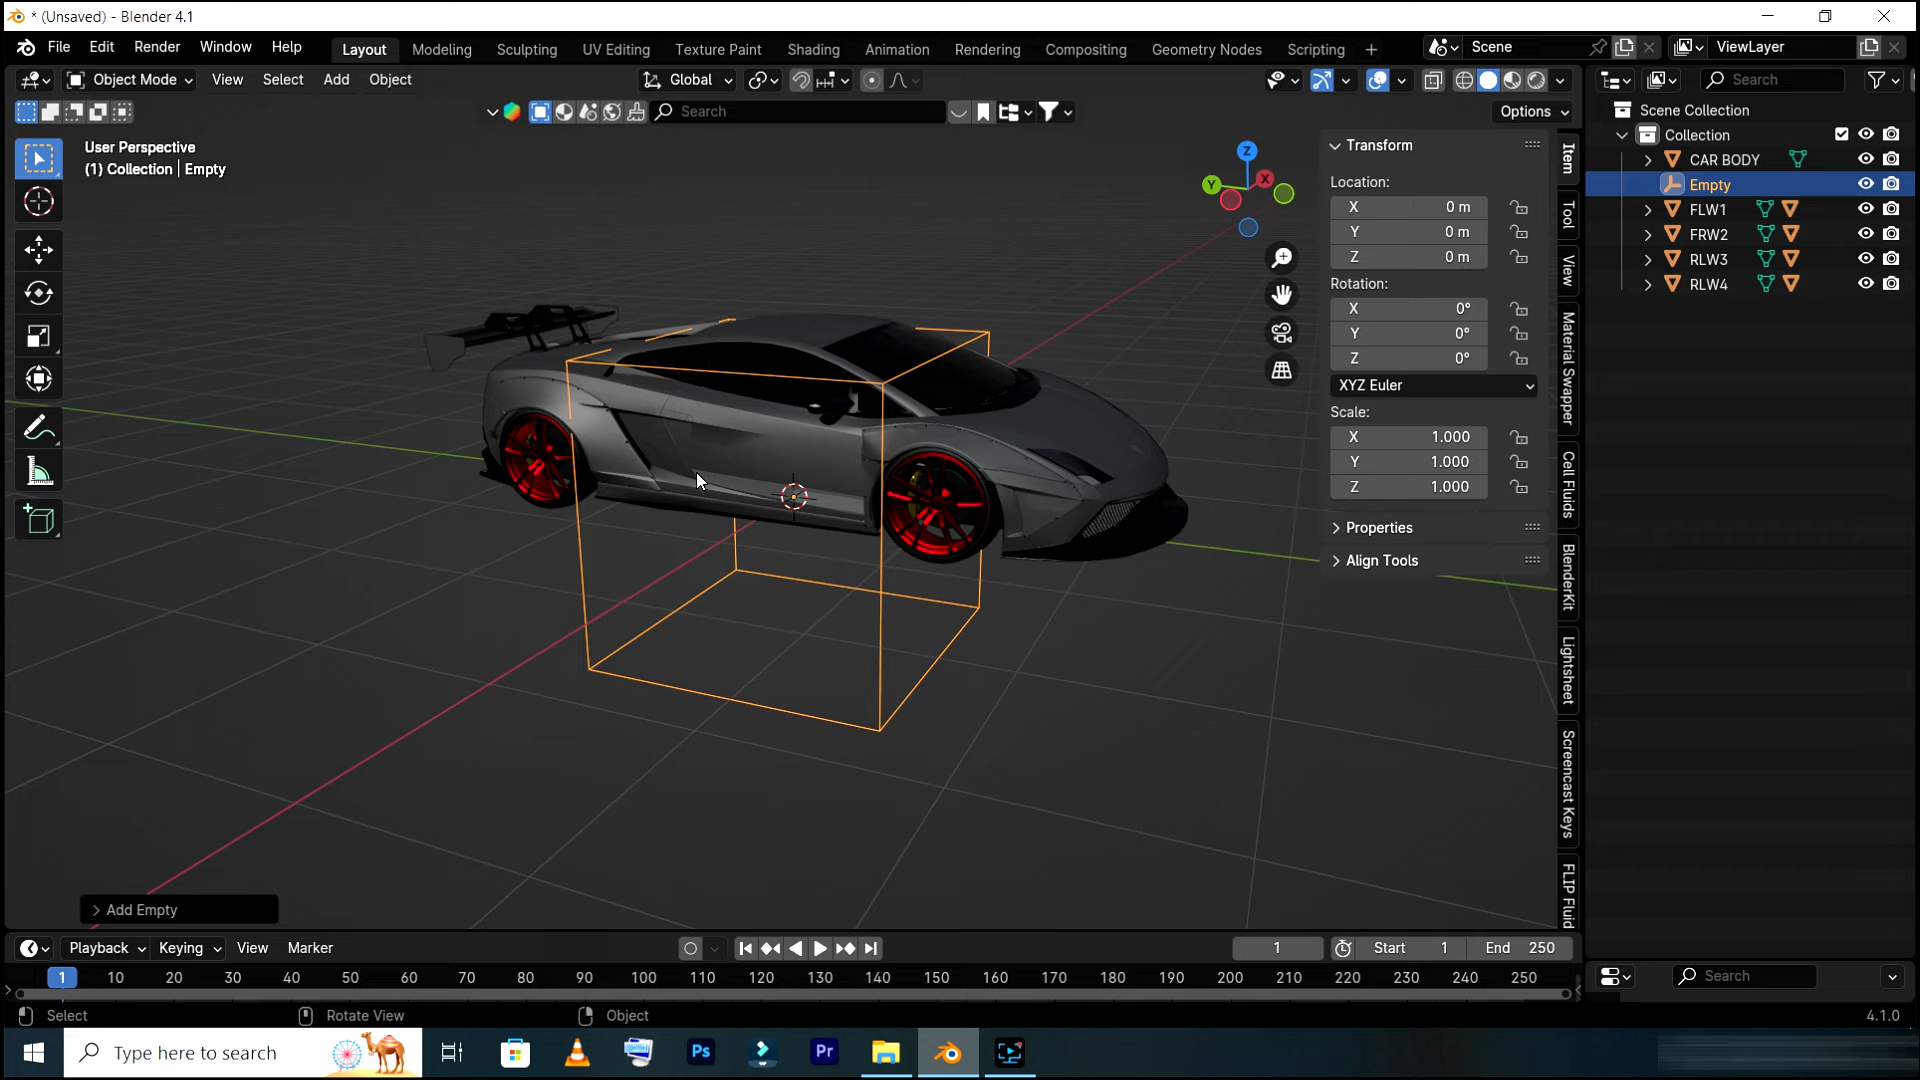 * (Unsaved) - Blender 4.1
File Edit Render Window Help Layout Modeling Sculpting UV Editing Texture Paint Shading Animation Rendering Compositing Geometry Nodes Scripting + Scene ViewLayer
Object Mode View Select Add Object Global Search
Search Options
User Perspective
(1) Collection | Empty
Z
Y
X
Transform
Location:
X 0 m
Y 0 m
Z 0 m
Rotation:
X 0°
Y 0°
Z 0°
XYZ Euler
Scale:
X 1.000
Y 1.000
Z 1.000
Properties
Align Tools
Item
Tool
View
Material Swapper
Cell Fluids
BlenderKit
Lightsheet
Screencast Keys
FLIP Fluid
Scene Collection
Collection
CAR BODY
Empty
FLW1
FRW2
RLW3
RLW4
Add Empty
Playback Keying View Marker 1 Start 1 End 250
1 10 20 30 40 50 60 70 80 90 100 110 120 130 140 150 160 170 180 190 200 210 220 230 240 250
Search
Select Rotate View Object 4.1.0
Type here to search
Ps
Pr